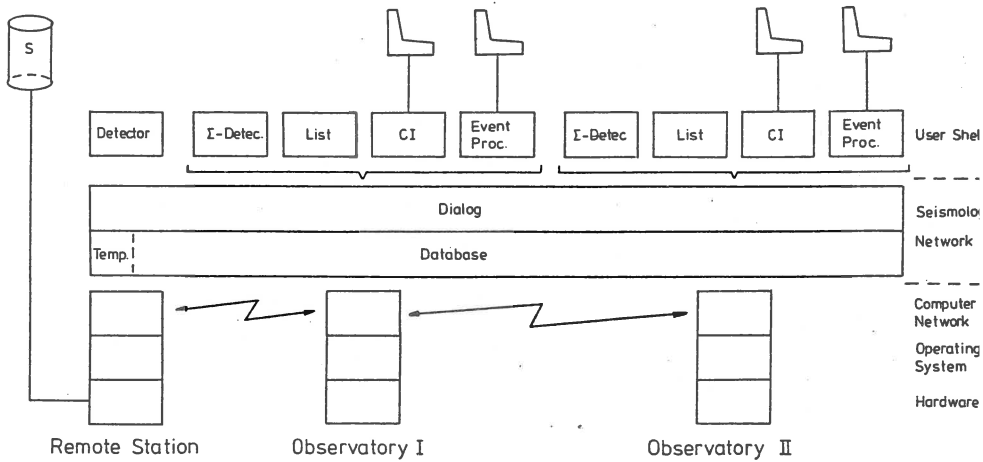 S
Detector
Σ-Detec.
List
CI
Event
Proc.
Σ-Detec
List
CI
Event
Proc.
User Shel
Dialog
Seismolog
Temp.
Database
Network
Computer
Network
Operating
System
Hardware
Remote Station
Observatory I
Observatory II